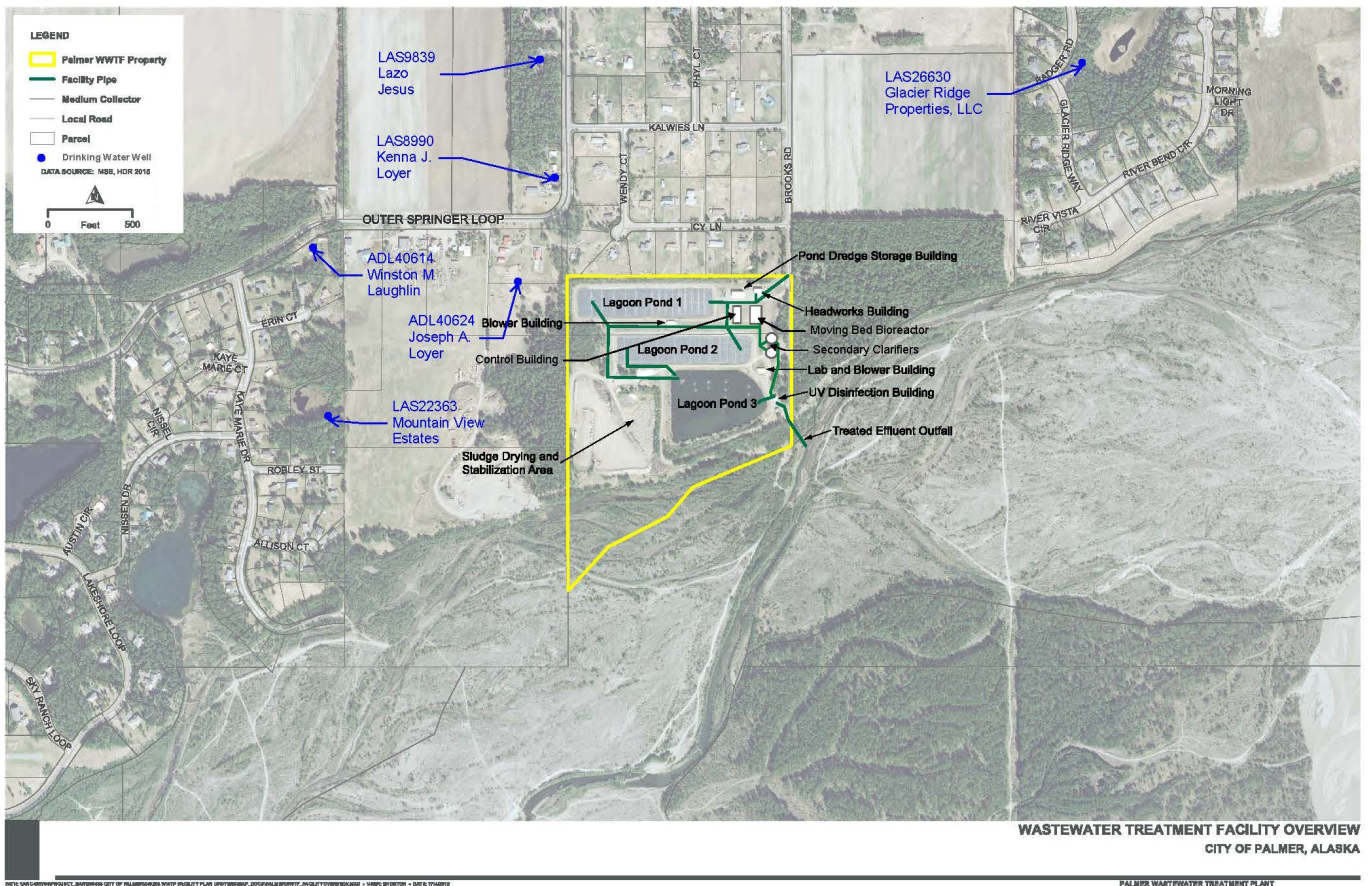 LEGEND
Palmer WWTF Property
Facility Pipe
Medium Collector
Local Road
Parcel
Drinking Water Well
DATA SOURCE: MSB, HDR 2015
0 Feet 500
LAS9839
Lazo
Jesus
LAS8990
Kenna J.
Loyer
LAS26630
Glacier Ridge
Properties, LLC
PHYL CT
KALWIES LN
WENDY CT
BROOKS RD
ICY LN
OUTER SPRINGER LOOP
BADGER RD
GLACIER RIDGE WAY
MORNING
LIGHT DR
RIVER BEND CIR
RIVER VISTA
CIR
ADL40614
Winston M
Laughlin
ADL40624
Joseph A.
Loyer
LAS22363
Mountain View
Estates
ERIN CT
KAYE
MARIE CT
KAYE MARIE DR
NISSEL
CIR
NISSEN DR
ROBLEY ST
ALLISON CT
AUSTIN CIR
LAKESHORE LOOP
SKY RANCH LOOP
Pond Dredge Storage Building
Headworks Building
Moving Bed Bioreactor
Secondary Clarifiers
Lab and Blower Building
UV Disinfection Building
Treated Effluent Outfall
Lagoon Pond 1
Blower Building
Lagoon Pond 2
Control Building
Lagoon Pond 3
Sludge Drying and
Stabilization Area
WASTEWATER TREATMENT FACILITY OVERVIEW
CITY OF PALMER, ALASKA
PALMER WASTEWATER TREATMENT PLANT